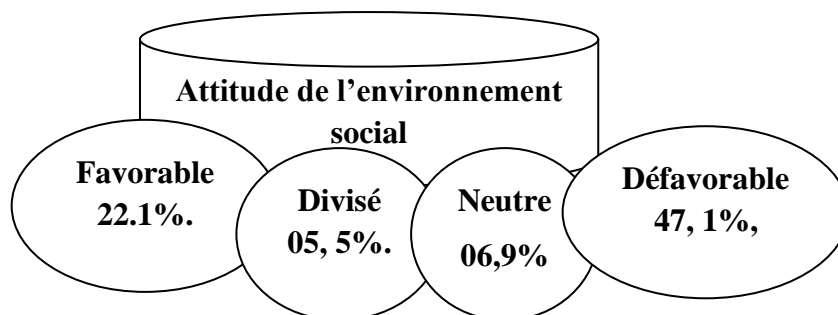 Attitude de l’environnement
social
Favorable
22.1%.
Divisé
05, 5%.
Neutre
06,9%
Défavorable
47, 1%,